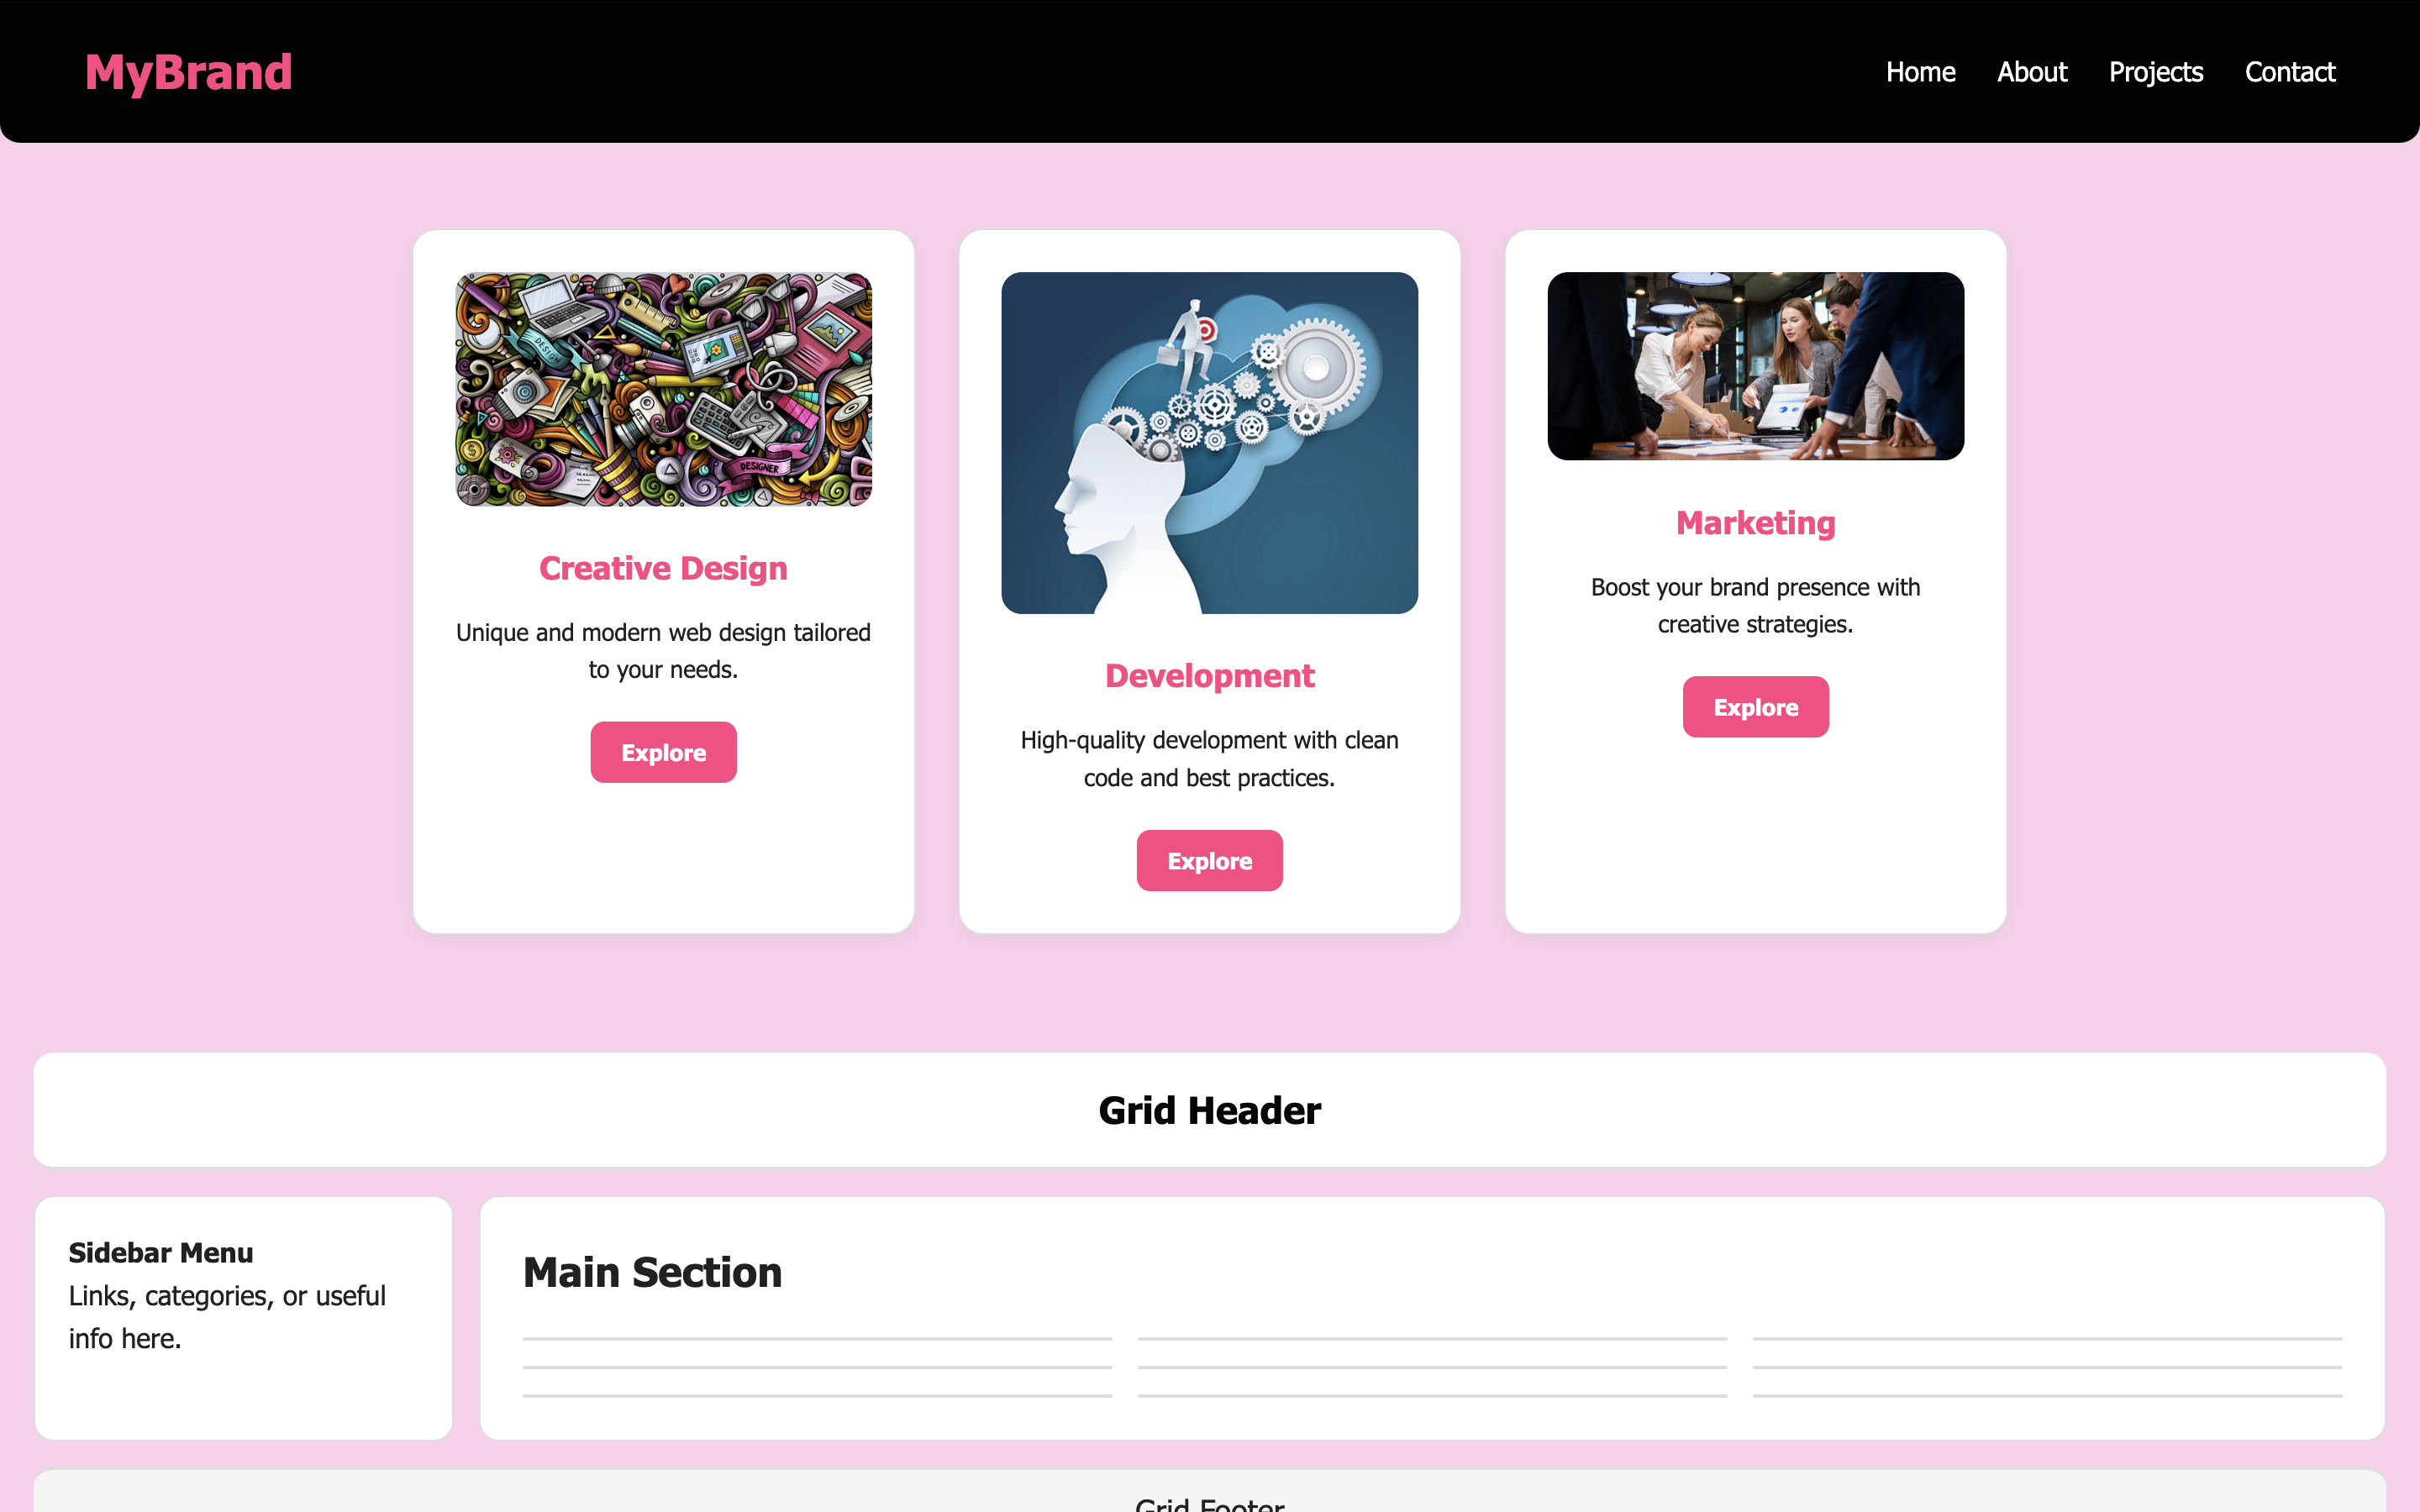 MyBrand
Home About Projects Contact
DESIGN
DESIGNER
Creative Design
Unique and modern web design tailored
to your needs.
Explore
Development
High-quality development with clean
code and best practices.
Explore
Marketing
Boost your brand presence with
creative strategies.
Explore
Grid Header
Sidebar Menu
Links, categories, or useful
info here.
Main Section
Grid Footer